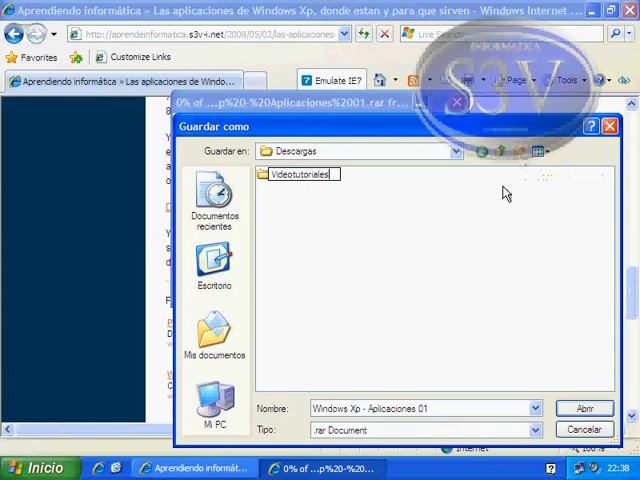 Aprendiendo informática » Las aplicaciones de Windows Xp, donde estan y para que sirven - Windows Internet
http://aprendeinformatica.s3v-i.net/2008/05/02/las-aplicaciones-
Live Search
Favorites
Customize Links
Aprendiendo informática » Las aplicaciones de Windo...
Emulate IE7
Page
Tools
INFORMATIKA
S3V
0% of ...p%20-%20Aplicaciones%2001.rar fr...
Guardar como
Guardar en:
Descargas
Videotutoriales
Documentos recientes
Escritorio
Mis documentos
Mi PC
Nombre:
Windows Xp - Aplicaciones 01
Abrir
Tipo:
.rar Document
Cancelar
Internet
100%
Inicio
Aprendiendo informát...
0% of ...p%20-%20...
22:38